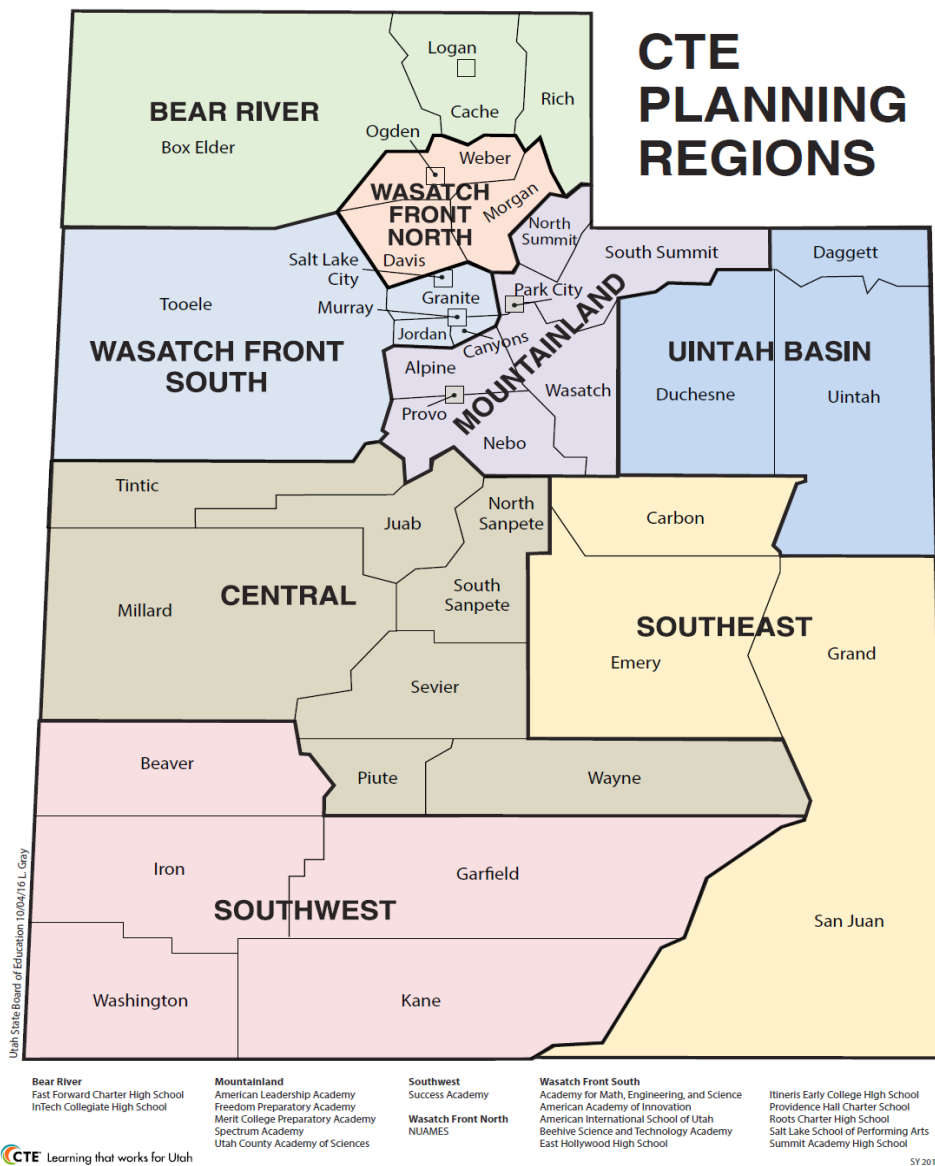 CTE
PLANNING
REGIONS
Logan
BEAR RIVER
Box Elder
Cache
Rich
Ogden
Weber
WASATCH
FRONT
NORTH
Morgan
North
Summit
Davis
Salt Lake
City
South Summit
Daggett
Tooele
Granite
Park City
Murray
Jordan
Canyons
WASATCH FRONT
SOUTH
MOUNTAINLAND
UINTAH BASIN
Alpine
Provo
Wasatch
Nebo
Duchesne
Uintah
Tintic
Juab
North
Sanpete
Carbon
CENTRAL
Millard
South
Sanpete
SOUTHEAST
Emery
Grand
Sevier
Beaver
Piute
Wayne
Iron
Garfield
SOUTHWEST
San Juan
Washington
Kane
Utah State Board of Education 10/04/16 L. Gray
Bear River
Fast Forward Charter High School
InTech Collegiate High School
Mountainland
American Leadership Academy
Freedom Preparatory Academy
Merit College Preparatory Academy
Spectrum Academy
Utah County Academy of Sciences
Southwest
Success Academy
Wasatch Front North
NUAMES
Wasatch Front South
Academy for Math, Engineering, and Science
American Academy of Innovation
American International School of Utah
Beehive Science and Technology Academy
East Hollywood High School
Itineris Early College HIgh School
Providence Hall Charter School
Roots Charter High School
Salt Lake School of Performing Arts
Summit Academy High School
CTE Learning that works for Utah
SY 201